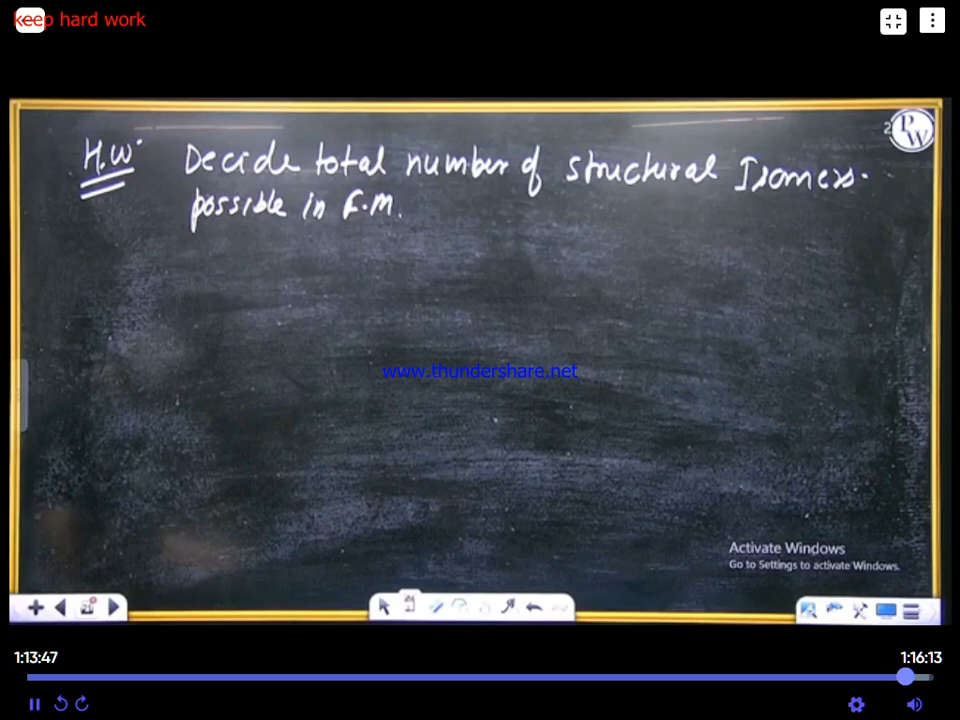 keep hard work
PW
H.W. Decide total number of structural Isomers.
possible in F.M.
www.thundershare.net
Activate Windows
Go to Settings to activate Windows.
1:13:47
1:16:13